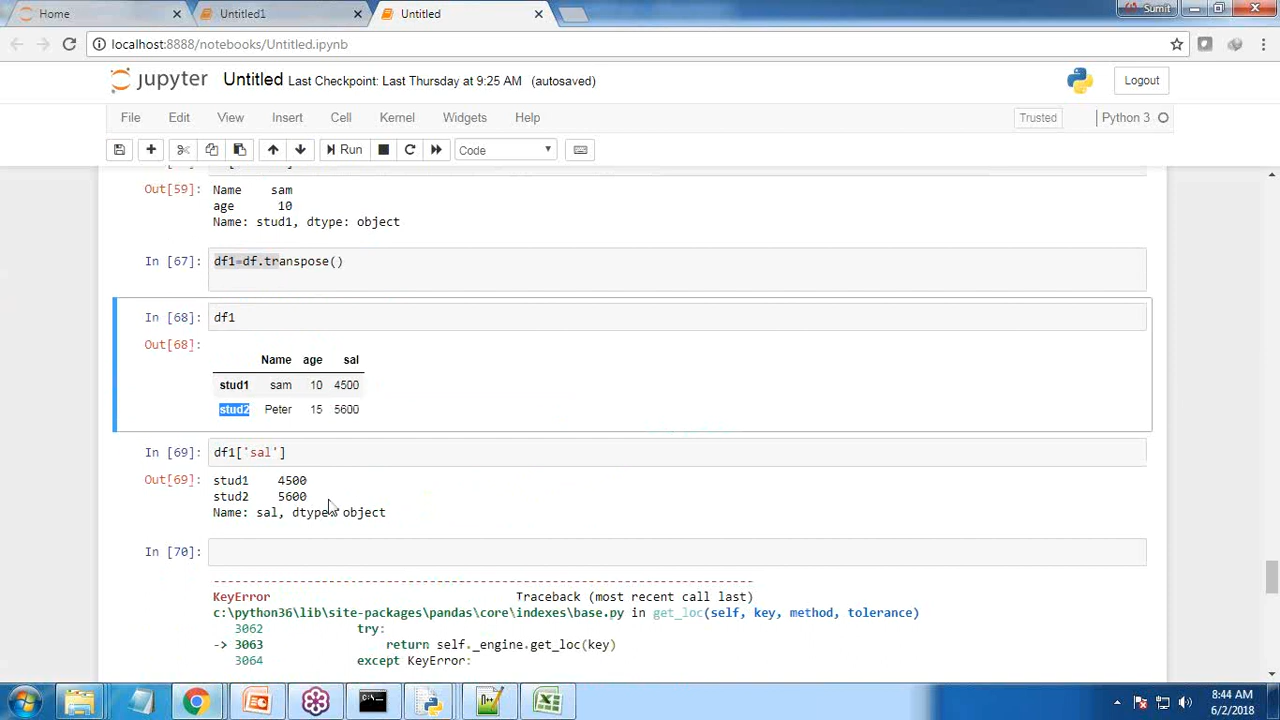 Home
Untitled1
Untitled
Sumit
localhost:8888/notebooks/Untitled.ipynb
jupyter Untitled Last Checkpoint: Last Thursday at 9:25 AM (autosaved)
Logout
File Edit View Insert Cell Kernel Widgets Help
Trusted
Python 3
Run
Code
Out[59]: Name sam
age 10
Name: stud1, dtype: object
In [67]: df1=df.transpose()
In [68]: df1
Out[68]:
Name age sal
stud1 sam 10 4500
stud2 Peter 15 5600
In [69]: df1['sal']
Out[69]: stud1 4500
stud2 5600
Name: sal, dtype: object
In [70]:
---------------------------------------------------------------------------
KeyError Traceback (most recent call last)
c:\python36\lib\site-packages\pandas\core\indexes\base.py in get_loc(self, key, method, tolerance)
3062 try:
-> 3063 return self._engine.get_loc(key)
3064 except KeyError:
8:44 AM
6/2/2018